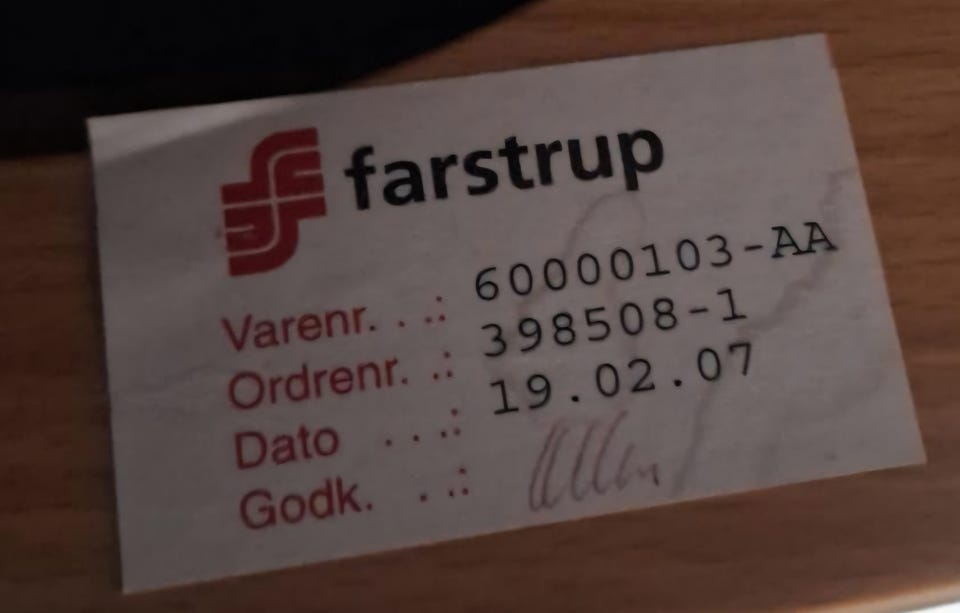 farstrup
Varenr. . .: 60000103-AA
Ordrenr. .: 398508-1
Dato . . .: 19.02.07
Godk. . .: